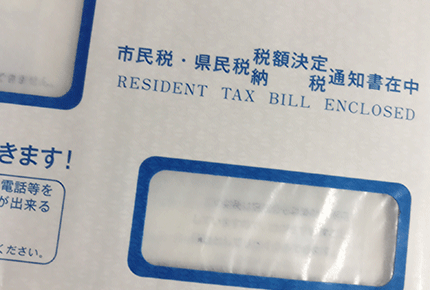 市民税・県民税税額決定納税通知書在中
RESIDENT TAX BILL ENCLOSED
きます!
電話等を
が出来る
ください。